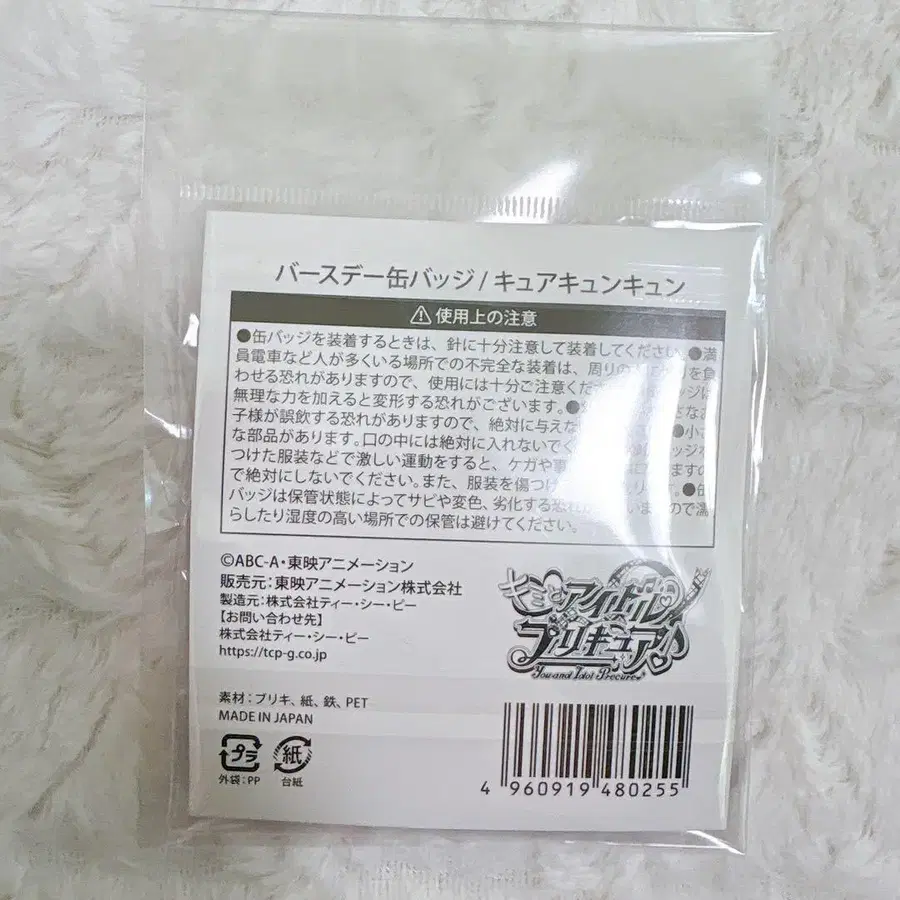 バースデー缶バッジ/キュアキュンキュン
⚠使用上の注意
●缶バッジを装着するときは、針に十分注意して装着してください。●満
員電車など人が多くいる場所での不完全な装着は、周りの
わせる恐れがありますので、使用には十分ご注意くだ
無理な力を加えると変形する恐れがございます。●
子様が誤飲する恐れがありますので、絶対に与えな ●小さ
な部品があります。口の中には絶対に入れないで
つけた服装などで激しい運動をすると、ケガや事
で絶対にしないでください。また、服装を傷つけ ●缶
バッジは保管状態によってサビや変色、劣化する恐 ので濡
らしたり湿度の高い場所での保管は避けてください。
©ABC-A・東映アニメーション
販売元:東映アニメーション株式会社
製造元:株式会社ティー・シー・ピー
【お問い合わせ先】
株式会社ティー・シー・ピー
https://tcp-g.co.jp
キミとアイドル
プリキュア♪
You and Idol Precure
素材:ブリキ、紙、鉄、PET
MADE IN JAPAN
プラ 紙
外袋:PP 台紙
4 960919 480255